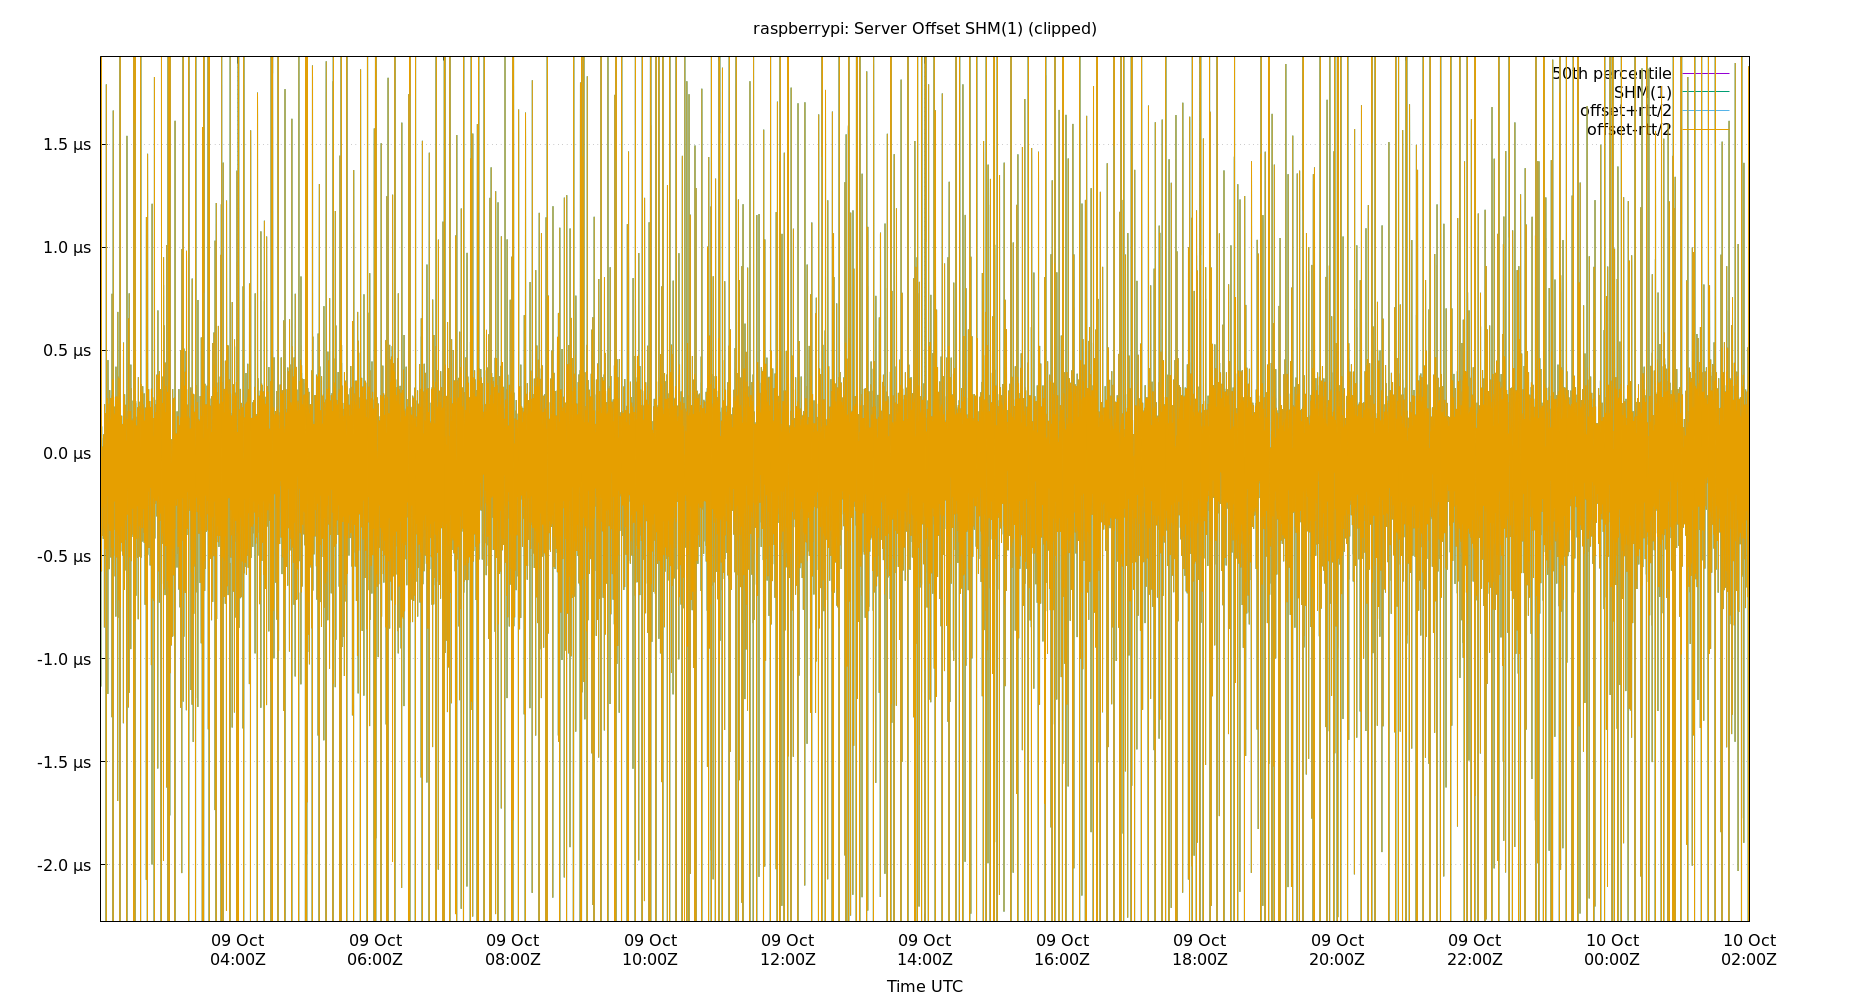 raspberrypi: Server Offset SHM(1) (clipped)
50th percentile
SHM(1)
offset+rtt/2
offset-rtt/2
1.5 µs
1.0 µs
0.5 µs
0.0 µs
-0.5 µs
-1.0 µs
-1.5 µs
-2.0 µs
09 Oct 09 Oct 09 Oct 09 Oct 09 Oct 09 Oct 09 Oct 09 Oct 09 Oct 09 Oct 10 Oct 10 Oct
04:00Z 06:00Z 08:00Z 10:00Z 12:00Z 14:00Z 16:00Z 18:00Z 20:00Z 22:00Z 00:00Z 02:00Z
Time UTC